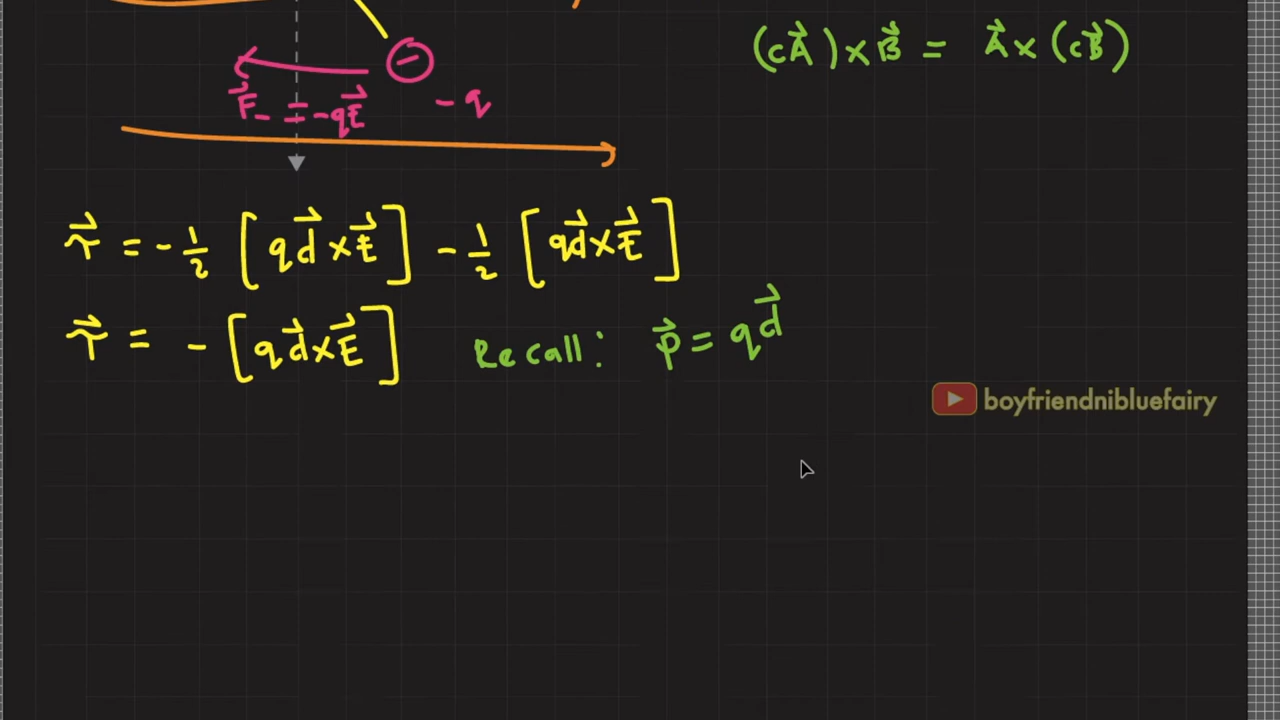 (cA⃗)×B⃗ = A⃗×(cB⃗)
−
−q
F⃗₋ = −qE⃗
τ⃗ = −½ [qd⃗×E⃗] − ½ [qd⃗×E⃗]
τ⃗ = −[qd⃗×E⃗] Recall: p⃗ = qd⃗
boyfriendnibluefairy